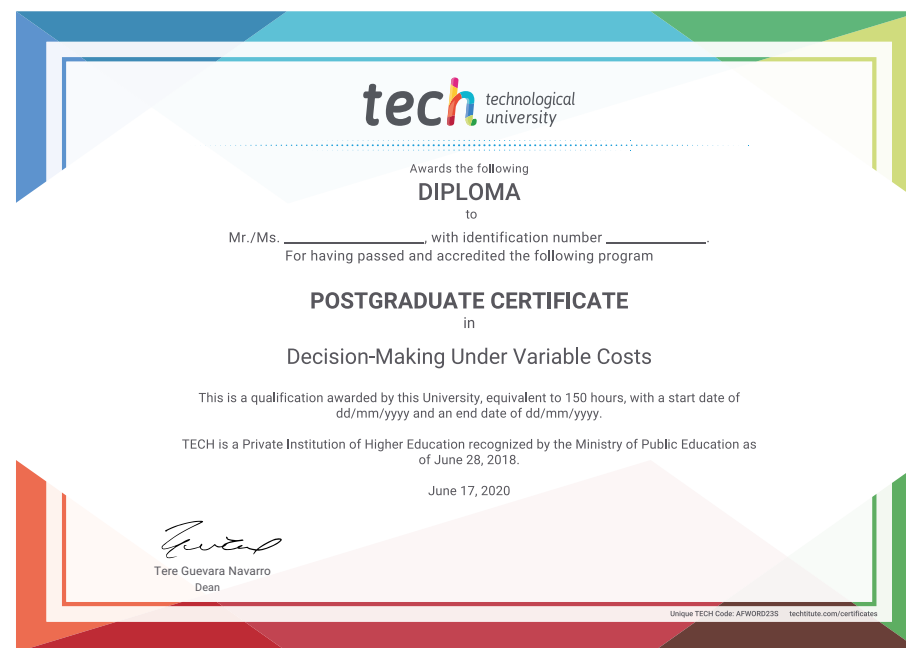 tech technological
university
Awards the following
DIPLOMA
to
Mr./Ms. ________________, with identification number ____________.
For having passed and accredited the following program
POSTGRADUATE CERTIFICATE
in
Decision-Making Under Variable Costs
This is a qualification awarded by this University, equivalent to 150 hours, with a start date of
dd/mm/yyyy and an end date of dd/mm/yyyy.
TECH is a Private Institution of Higher Education recognized by the Ministry of Public Education as
of June 28, 2018.
June 17, 2020
Tere Guevara Navarro
Dean
Unique TECH Code: AFWORD23S techtitute.com/certificates